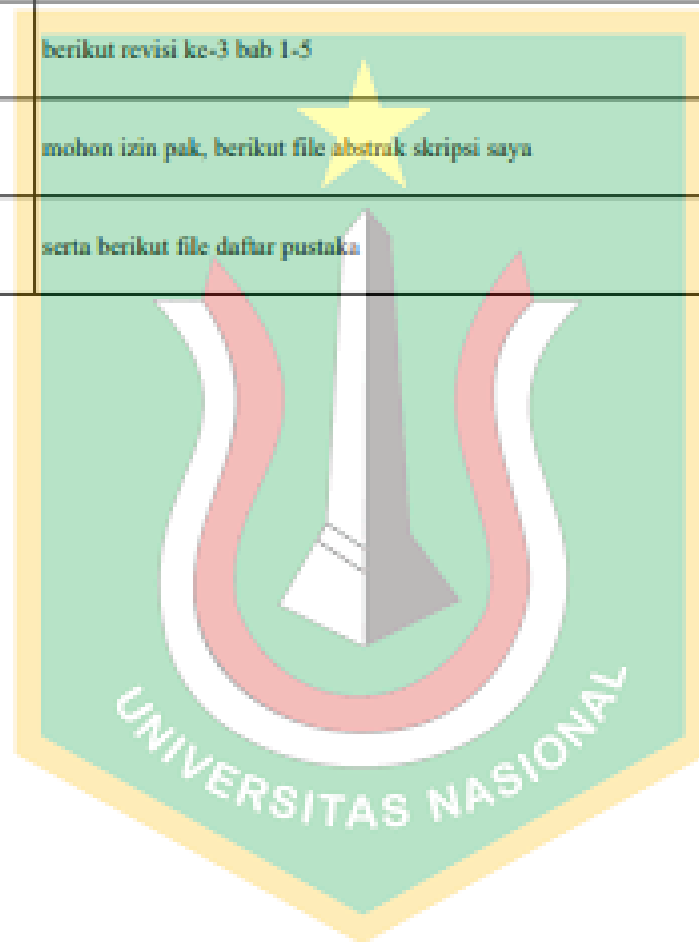 berikut revisi ke-3 bab 1-5
mohon izin pak, berikut file abstrak skripsi saya
serta berikut file daftar pustaka
UNIVERSITAS NASIONAL